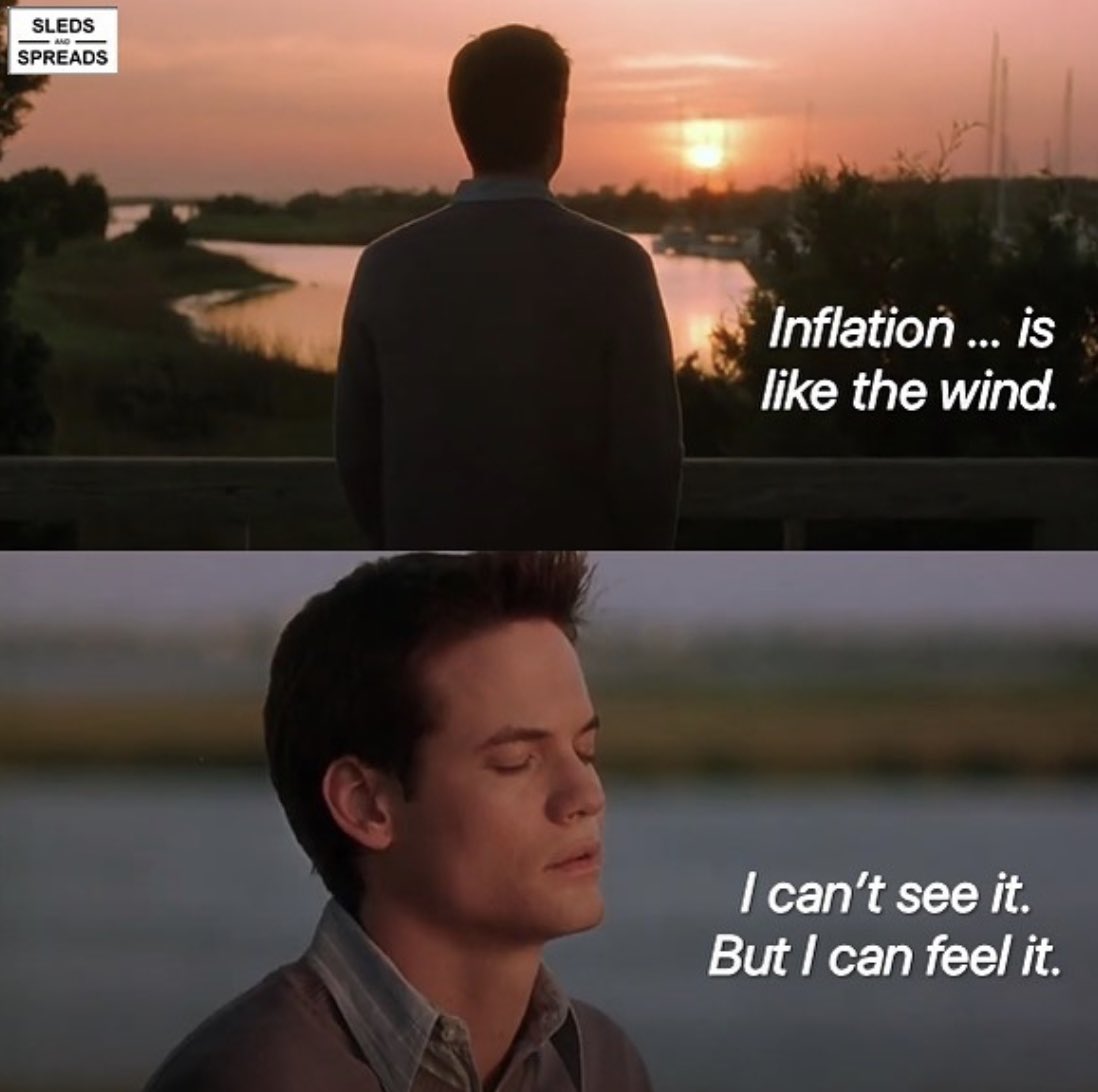 SLEDS
AND
SPREADS
Inflation ... is
like the wind.
I can't see it.
But I can feel it.